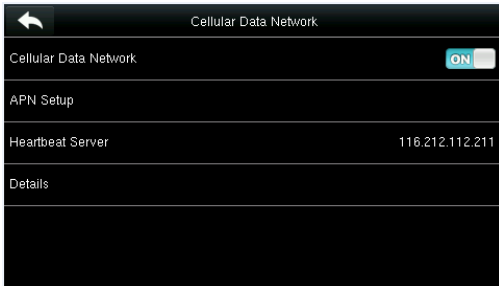 Cellular Data Network
Cellular Data Network ON
APN Setup
Heartbeat Server 116.212.112.211
Details